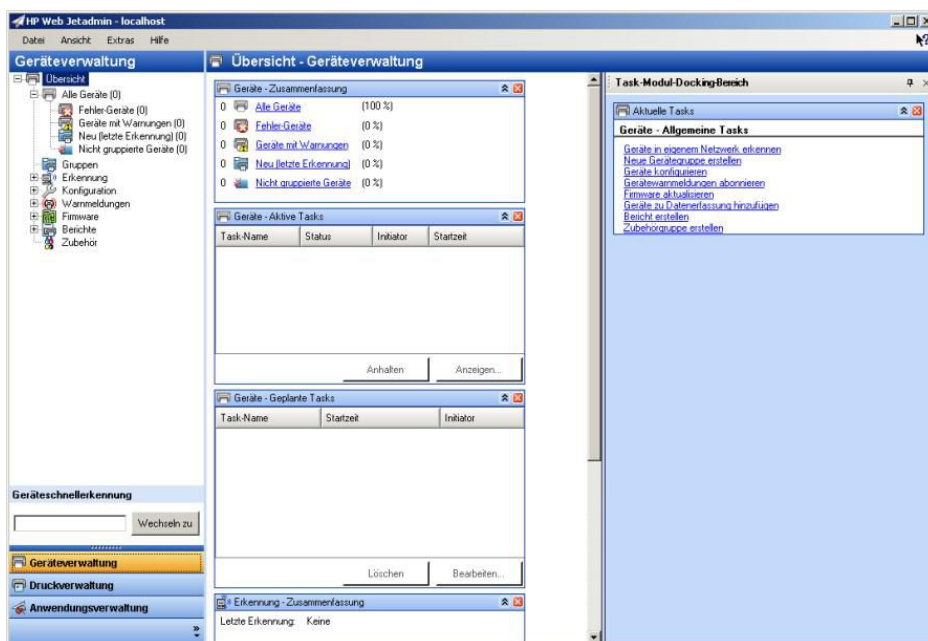 HP Web Jetadmin - localhost
Datei Ansicht Extras Hilfe
Geräteverwaltung
Übersicht
Alle Geräte (0)
Fehler-Geräte (0)
Geräte mit Warnungen (0)
Neu (letzte Erkennung) (0)
Nicht gruppierte Geräte (0)
Gruppen
Erkennung
Konfiguration
Warnmeldungen
Firmware
Berichte
Zubehör
Geräteschnellerkennung
Wechseln zu
Geräteverwaltung
Druckverwaltung
Anwendungsverwaltung
Übersicht - Geräteverwaltung
Geräte - Zusammenfassung
0 Alle Geräte (100 %)
0 Fehler-Geräte (0 %)
0 Geräte mit Warnungen (0 %)
0 Neu (letzte Erkennung) (0 %)
0 Nicht gruppierte Geräte (0 %)
Geräte - Aktive Tasks
Task-Name Status Initiator Startzeit
Anhalten Anzeigen...
Geräte - Geplante Tasks
Task-Name Startzeit Initiator
Löschen Bearbeiten...
Erkennung - Zusammenfassung
Letzte Erkennung: Keine
Task-Modul-Docking-Bereich
Aktuelle Tasks
Geräte - Allgemeine Tasks
Geräte in eigenem Netzwerk erkennen
Neue Gerätegruppe erstellen
Geräte konfigurieren
Gerätewarnmeldungen abonnieren
Firmware aktualisieren
Geräte zu Datenerfassung hinzufügen
Bericht erstellen
Zubehörgruppe erstellen